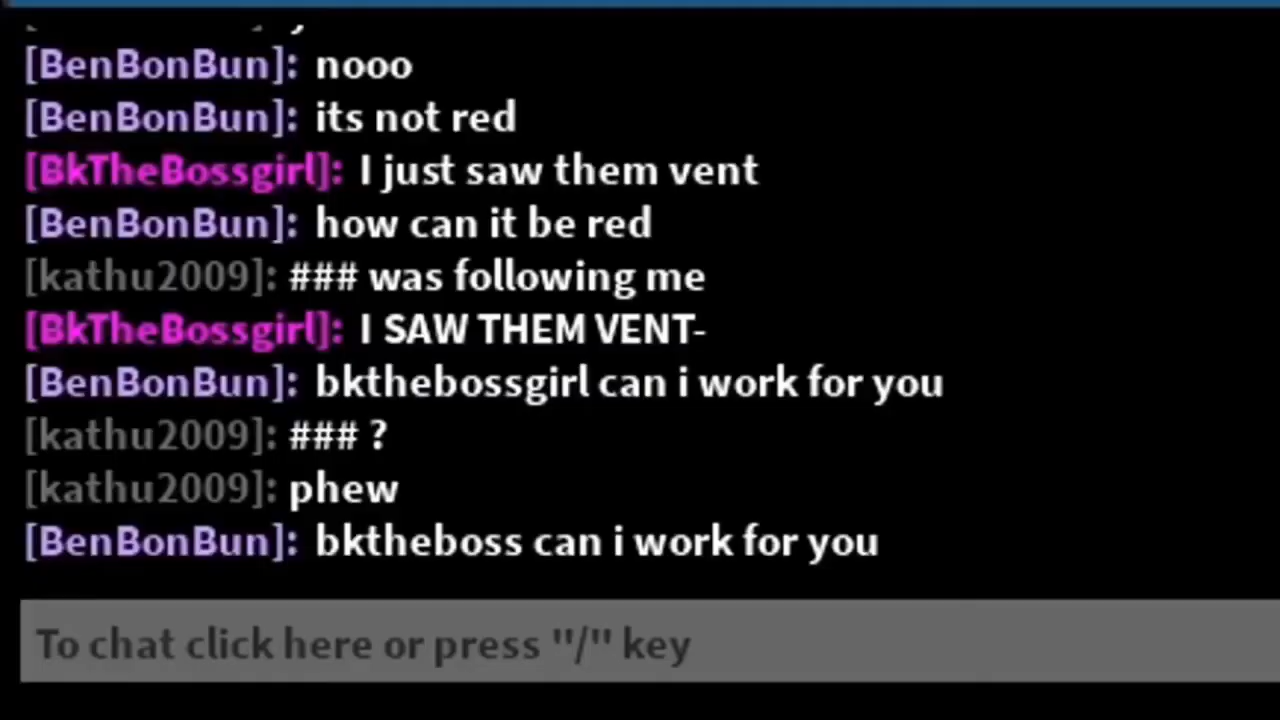 [BenBonBun]: nooo
[BenBonBun]: its not red
[BkTheBossgirl]: I just saw them vent
[BenBonBun]: how can it be red
[kathu2009]: ### was following me
[BkTheBossgirl]: I SAW THEM VENT-
[BenBonBun]: bkthebossgirl can i work for you
[kathu2009]: ### ?
[kathu2009]: phew
[BenBonBun]: bktheboss can i work for you
To chat click here or press "/" key